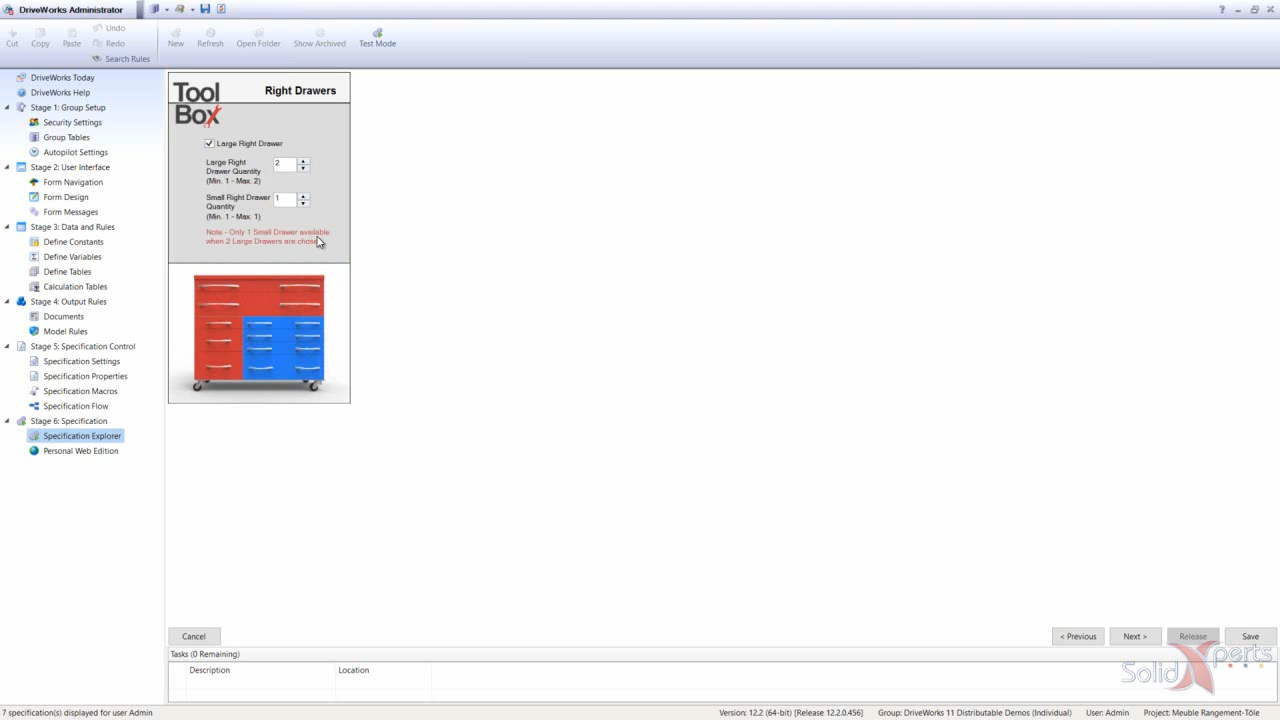 DriveWorks Administrator
Undo
Redo
Search Rules
Cut
Copy
Paste
New
Refresh
Open Folder
Show Archived
Test Mode
DriveWorks Today
DriveWorks Help
Stage 1: Group Setup
Security Settings
Group Tables
Autopilot Settings
Stage 2: User Interface
Form Navigation
Form Design
Form Messages
Stage 3: Data and Rules
Define Constants
Define Variables
Define Tables
Calculation Tables
Stage 4: Output Rules
Documents
Model Rules
Stage 5: Specification Control
Specification Settings
Specification Properties
Specification Macros
Specification Flow
Stage 6: Specification
Specification Explorer
Personal Web Edition
Tool
Box
Right Drawers
Large Right Drawer
Large Right
Drawer Quantity
(Min. 1 - Max. 2)
2
Small Right Drawer
Quantity
(Min. 1 - Max. 1)
1
Note - Only 1 Small Drawer available
when 2 Large Drawers are chosen
Cancel
< Previous
Next >
Release
Save
Tasks (0 Remaining)
Description
Location
SolidXperts
7 specification(s) displayed for user Admin
Version: 12.2 (64-bit) [Release 12.2.0.456]
Group: DriveWorks 11 Distributable Demos (Individual)
User: Admin
Project: Meuble Rangement-Tôle